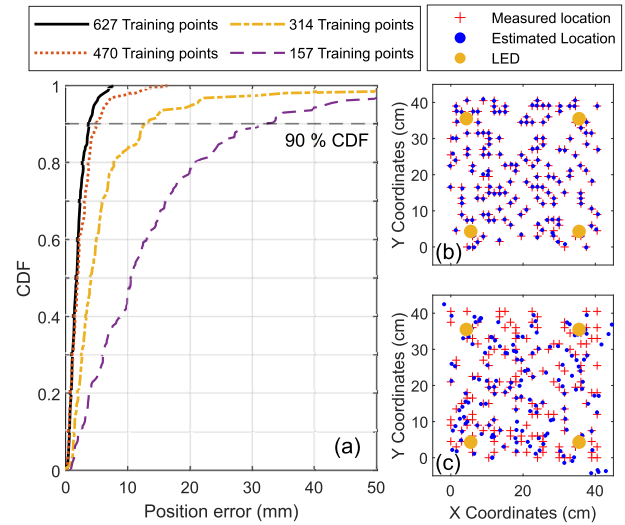 627 Training points
314 Training points
470 Training points
157 Training points
Measured location
Estimated Location
LED
1
0.8
0.6
0.4
0.2
0
CDF
90 % CDF
(a)
0
10
20
30
40
50
Position error (mm)
40
30
20
10
0
Y Coordinates (cm)
(b)
40
30
20
10
0
Y Coordinates (cm)
(c)
0
20
40
X Coordinates (cm)